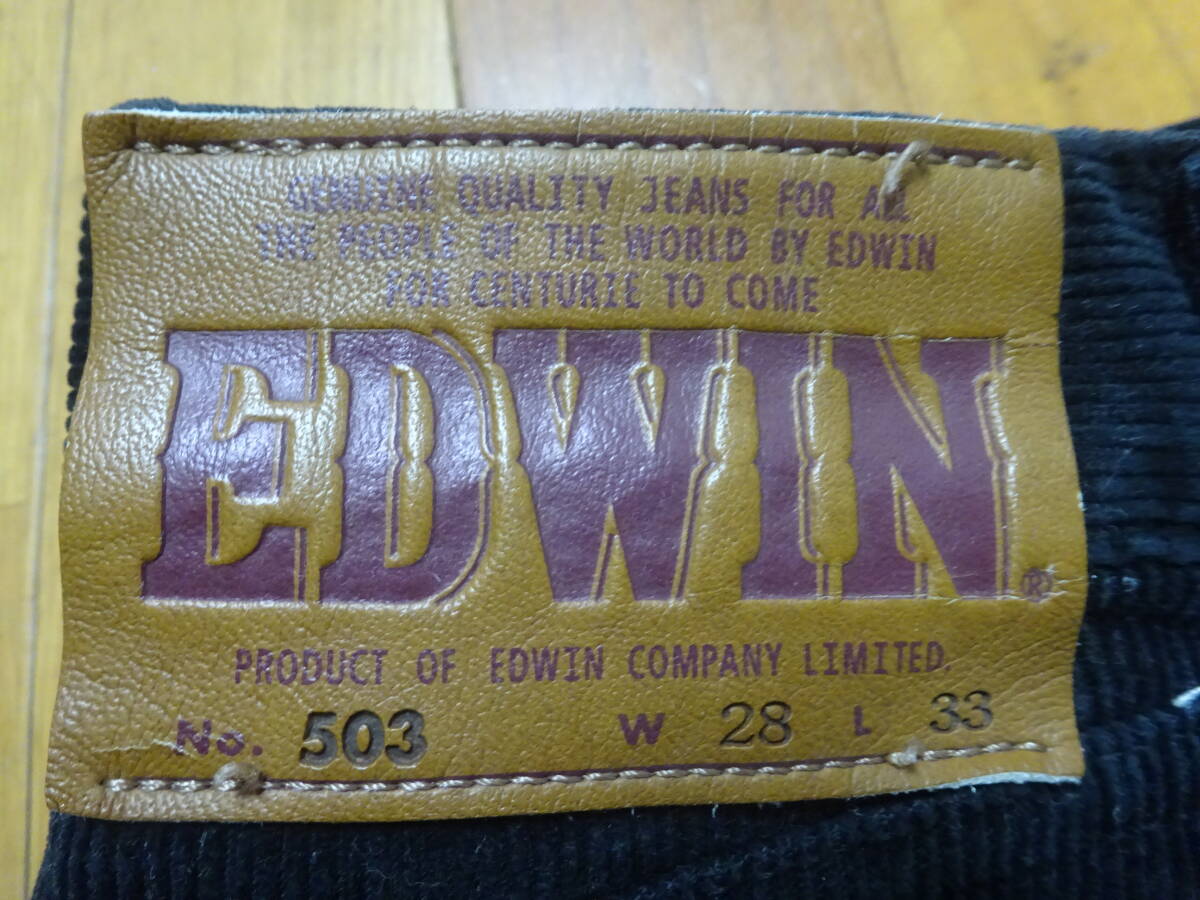 GENUINE QUALITY JEANS FOR ALL
THE PEOPLE OF THE WORLD BY EDWIN
FOR CENTURIE TO COME
EDWIN®
PRODUCT OF EDWIN COMPANY LIMITED.
No. 503 W 28 L 33